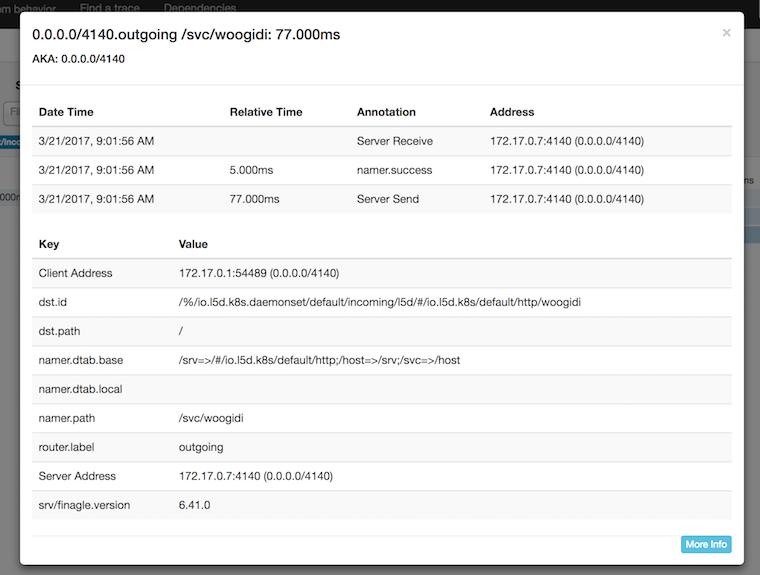 m behavior Find a trace Dependencies
0.0.0.0/4140.outgoing /svc/woogidi: 77.000ms ×
AKA: 0.0.0.0/4140
Date Time Relative Time Annotation Address
3/21/2017, 9:01:56 AM Server Receive 172.17.0.7:4140 (0.0.0.0/4140)
3/21/2017, 9:01:56 AM 5.000ms namer.success 172.17.0.7:4140 (0.0.0.0/4140)
3/21/2017, 9:01:56 AM 77.000ms Server Send 172.17.0.7:4140 (0.0.0.0/4140)
Key Value
Client Address 172.17.0.1:54489 (0.0.0.0/4140)
dst.id /%/io.l5d.k8s.daemonset/default/incoming/l5d/#/io.l5d.k8s/default/http/woogidi
dst.path /
namer.dtab.base /srv=>/#/io.l5d.k8s/default/http;/host=>/srv;/svc=>/host
namer.dtab.local
namer.path /svc/woogidi
router.label outgoing
Server Address 172.17.0.7:4140 (0.0.0.0/4140)
srv/finagle.version 6.41.0
More Info